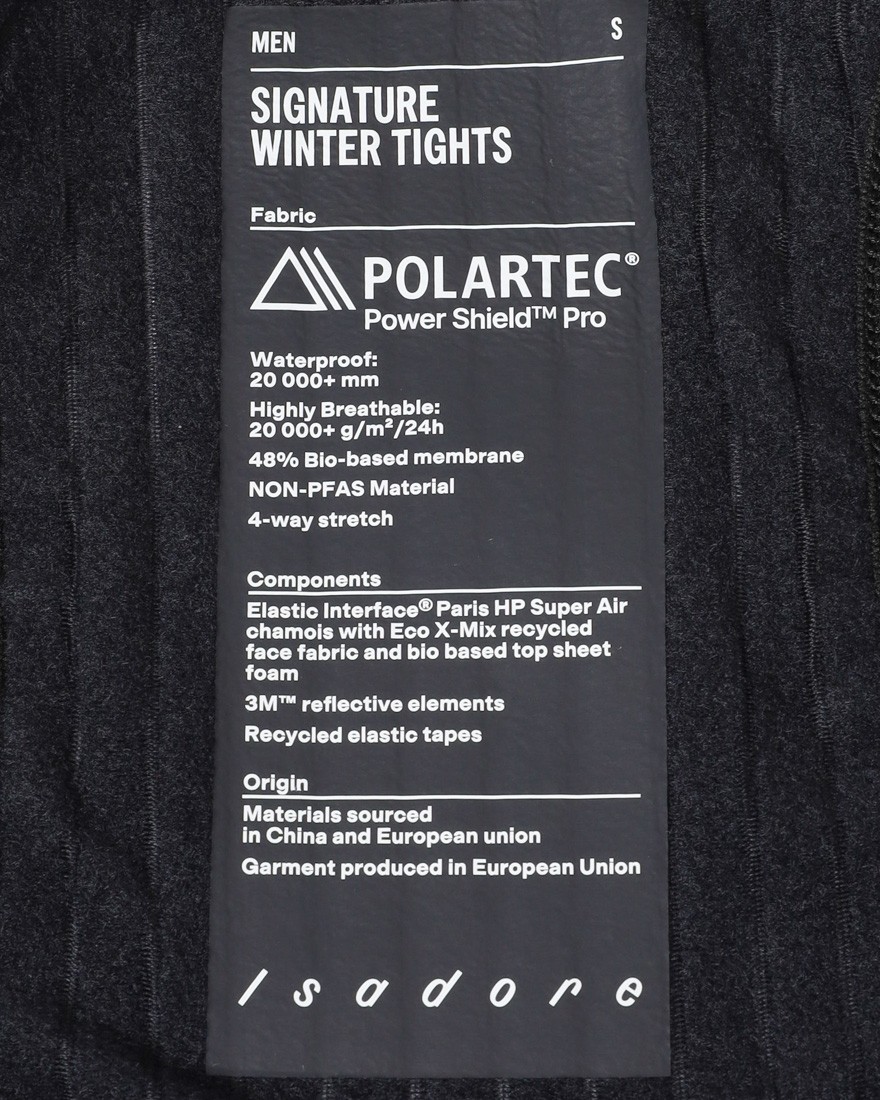 MEN S
SIGNATURE
WINTER TIGHTS
Fabric
POLARTEC®
Power Shield™ Pro
Waterproof:
20 000+ mm
Highly Breathable:
20 000+ g/m²/24h
48% Bio-based membrane
NON-PFAS Material
4-way stretch
Components
Elastic Interface® Paris HP Super Air
chamois with Eco X-Mix recycled
face fabric and bio based top sheet
foam
3M™ reflective elements
Recycled elastic tapes
Origin
Materials sourced
in China and European union
Garment produced in European Union
Isadore